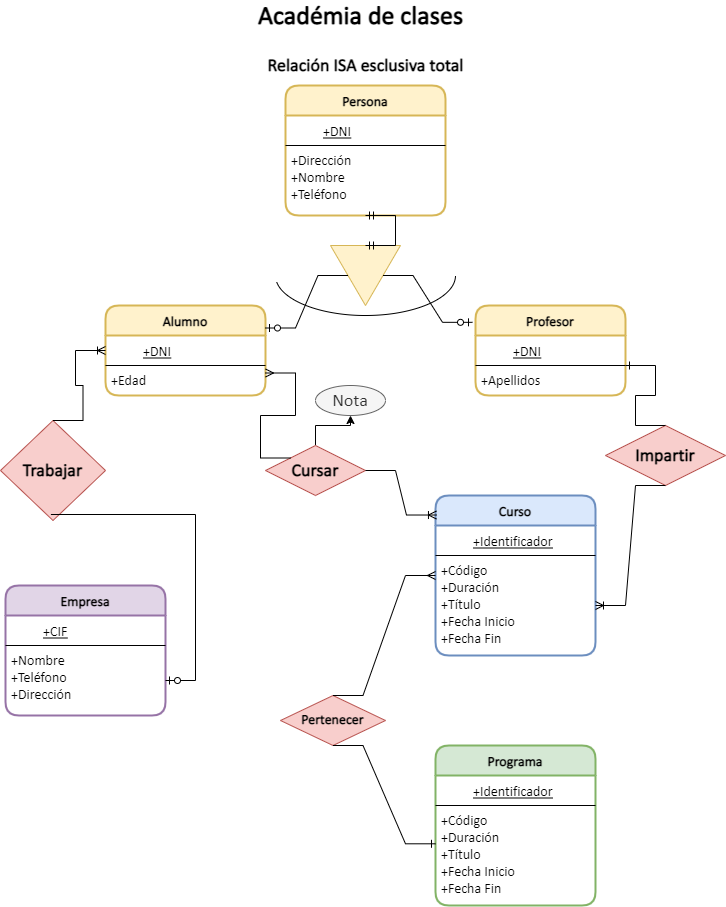 Académia de clases
Relación ISA esclusiva total
Persona
+DNI
+Dirección
+Nombre
+Teléfono
Alumno
+DNI
+Edad
Profesor
+DNI
+Apellidos
Nota
Trabajar
Cursar
Impartir
Curso
+Identificador
+Código
+Duración
+Título
+Fecha Inicio
+Fecha Fin
Empresa
+CIF
+Nombre
+Teléfono
+Dirección
Pertenecer
Programa
+Identificador
+Código
+Duración
+Título
+Fecha Inicio
+Fecha Fin